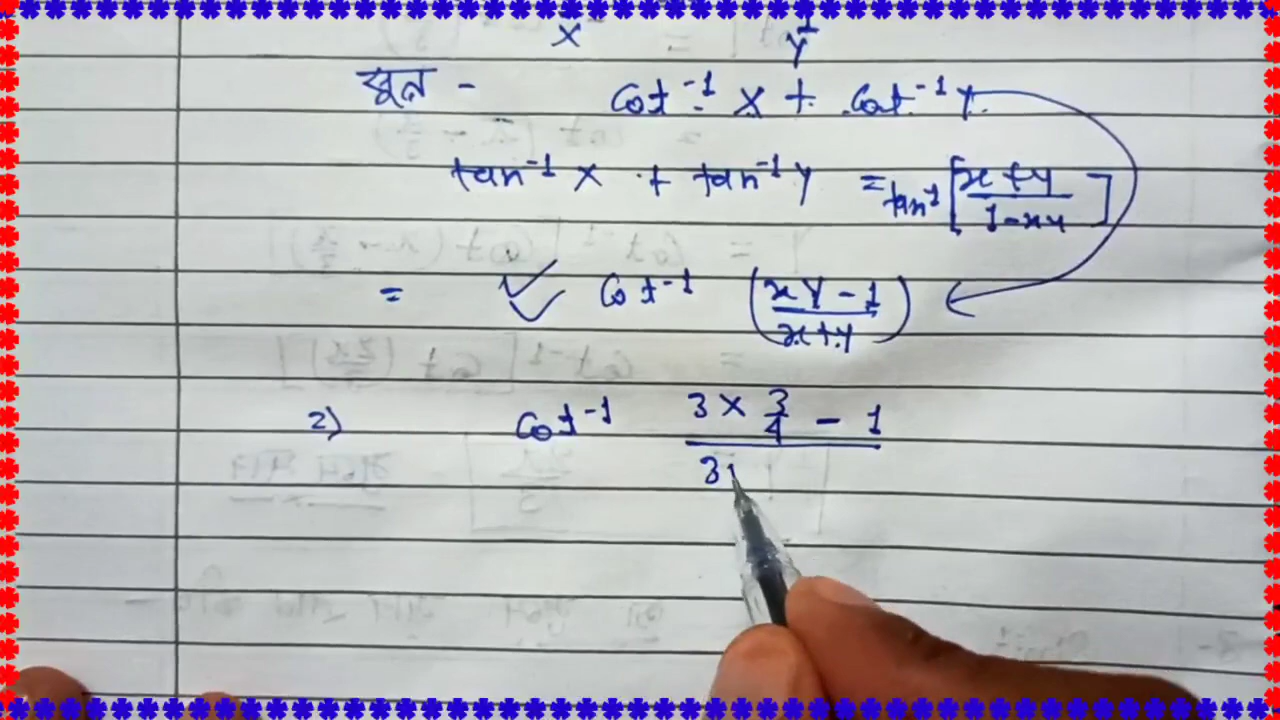 x y
সূত্র - Cot⁻¹ x + Cot⁻¹ y
tan⁻¹ x + tan⁻¹ y = tan⁻¹ [x + y / 1 - xy]
= Cot⁻¹ (xy - 1 / x + y)
2) Cot⁻¹ 3 × 3/4 - 1 / 3